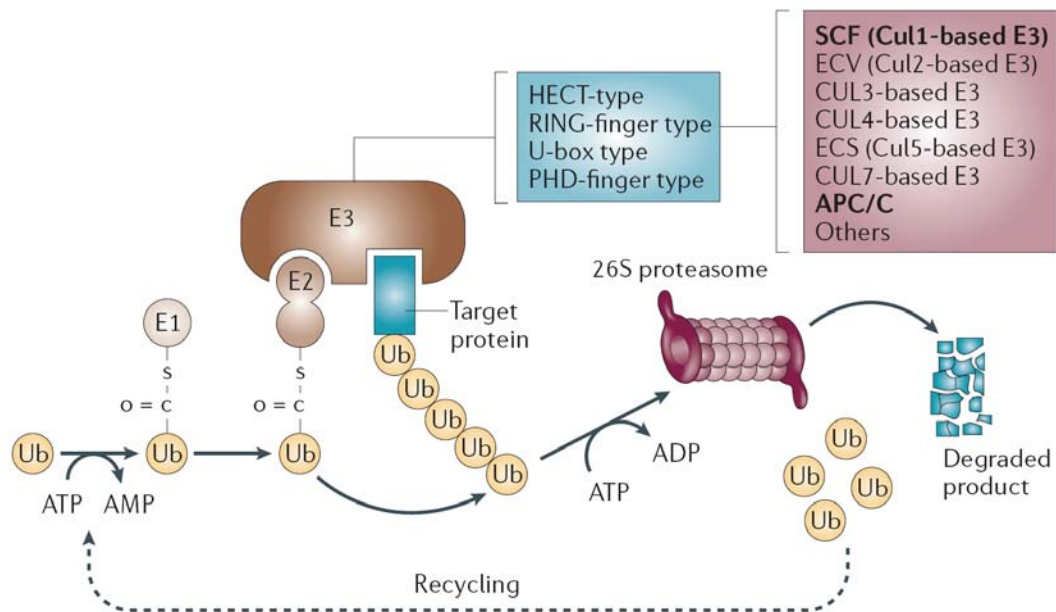 SCF (Cul1-based E3)
ECV (Cul2-based E3)
CUL3-based E3
CUL4-based E3
ECS (Cul5-based E3)
CUL7-based E3
APC/C
Others
HECT-type
RING-finger type
U-box type
PHD-finger type
E3
E2
Target
protein
26S proteasome
E1
S
O = C
Ub
S
O = C
Ub
Ub
Ub
Ub
Ub
Ub
Ub
Ub
ATP
AMP
ATP
ADP
Ub
Ub
Ub
Ub
Degraded
product
Recycling